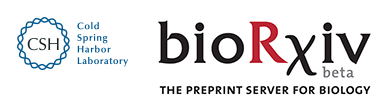 Cold
Spring
Harbor
Laboratory
CSH
bioRχiv
beta
THE PREPRINT SERVER FOR BIOLOGY